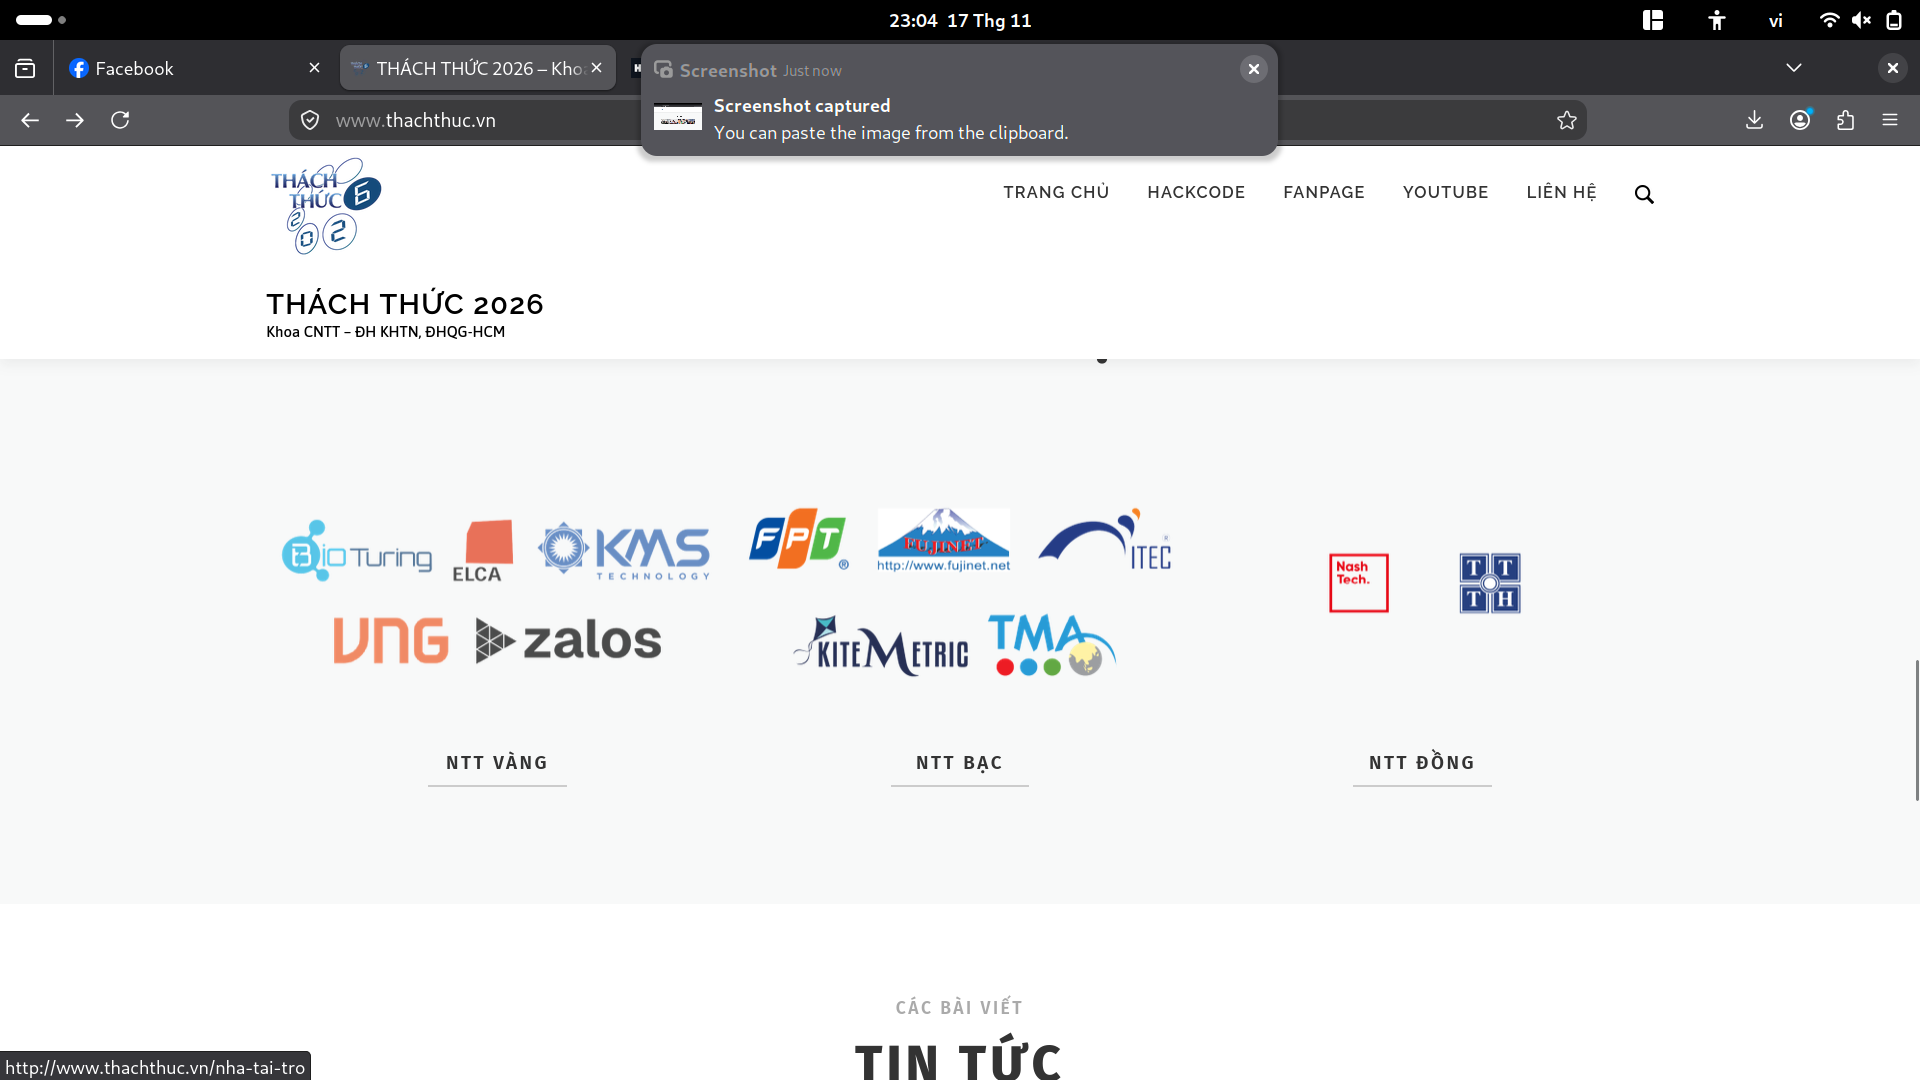 23:04 17 Thg 11
vi
Facebook
THÁCH THỨC 2026 – Kho
Screenshot Just now
Screenshot captured
You can paste the image from the clipboard.
www.thachthuc.vn
THÁCH
THỨC 6
2
0 2
TRANG CHỦ
HACKCODE
FANPAGE
YOUTUBE
LIÊN HỆ
THÁCH THỨC 2026
Khoa CNTT – ĐH KHTN, ĐHQG-HCM
BioTuring
ELCA
KMS
TECHNOLOGY
FPT ®
FUJINET
http://www.fujinet.net
ITEC ®
Nash
Tech.
T T
T H
VNG
zalos
KITEMETRIC
TMA
NTT VÀNG
NTT BẠC
NTT ĐỒNG
CÁC BÀI VIẾT
TIN TỨC
http://www.thachthuc.vn/nha-tai-tro